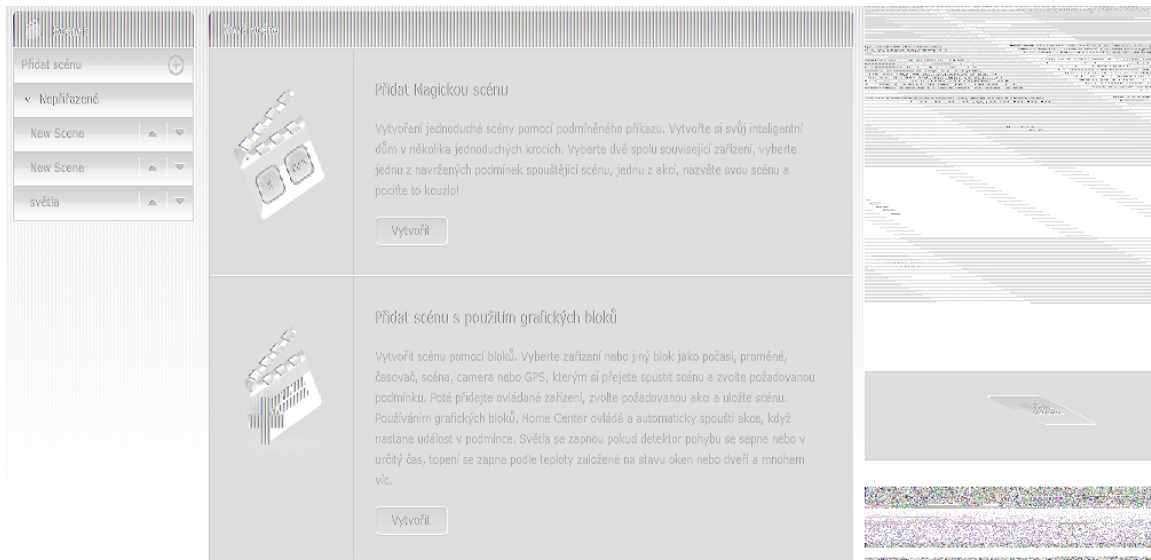 Scenes
Přidat scénu
Nepřiřazené
New Scene
New Scene
světla
Nová scéna
Přidat Magickou scénu
Vytvoření jednoduché scény pomocí podmíněného příkazu. Vytvořte si svůj inteligentní
dům v několika jednoduchých krocích. Vyberte dvě spolu související zařízení, vyberte
jednu z navržených podmínek spouštějící scénu, jednu z akcí, nazvěte svou scénu a
pociťte to kouzlo!
Vytvořit
Přidat scénu s použitím grafických bloků
Vytvořit scénu pomocí bloků. Vyberte zařízení nebo jiný blok jako počasí, proměné,
časovač, scéna, camera nebo GPS, kterým si přejete spustit scénu a zvolte požadovanou
podmínku. Poté přidejte ovládané zařízení, zvolte požadovanou akci a uložte scénu.
Používáním grafických bloků, Home Center ovládá a automaticky spouští akce, když
nastane událost v podmínce. Světla se zapnou pokud detektor pohybu se sepne nebo v
určitý čas, topení se zapne podle teploty založené na stavu oken nebo dveří a mnohem
víc.
Vytvořit